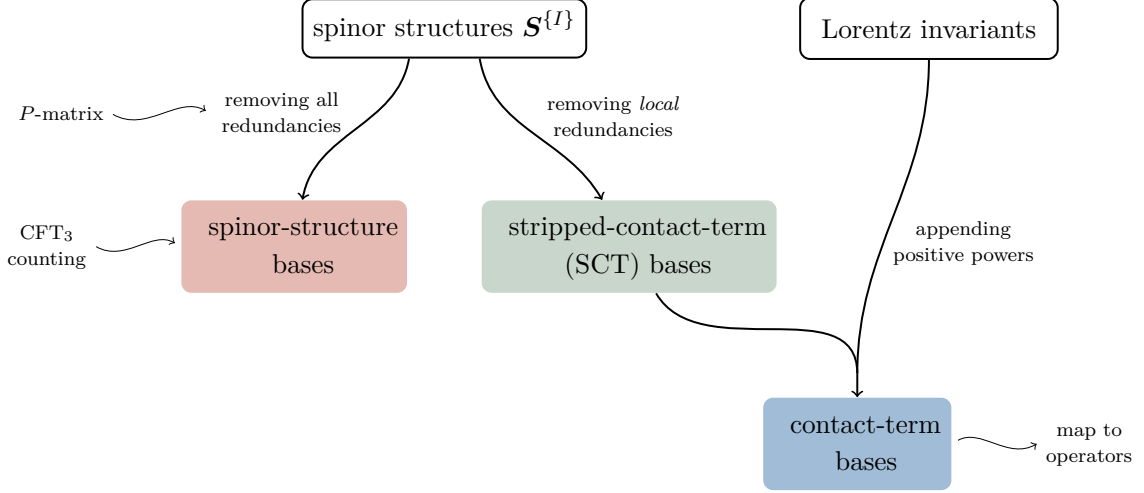 spinor structures S^{I}
Lorentz invariants
P-matrix
removing all
redundancies
removing local
redundancies
CFT₃
counting
spinor-structure
bases
stripped-contact-term
(SCT) bases
appending
positive powers
contact-term
bases
map to
operators